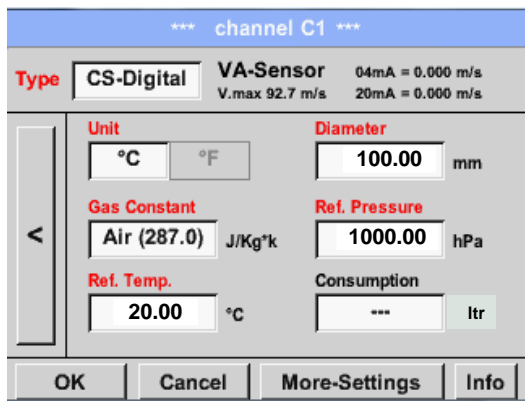 *** channel C1 ***
Type CS-Digital VA-Sensor 04mA = 0.000 m/s
V.max 92.7 m/s 20mA = 0.000 m/s
Unit Diameter
°C °F 100.00 mm
Gas Constant Ref. Pressure
< Air (287.0) J/Kg*k 1000.00 hPa
Ref. Temp. Consumption
20.00 °C --- ltr
OK Cancel More-Settings Info